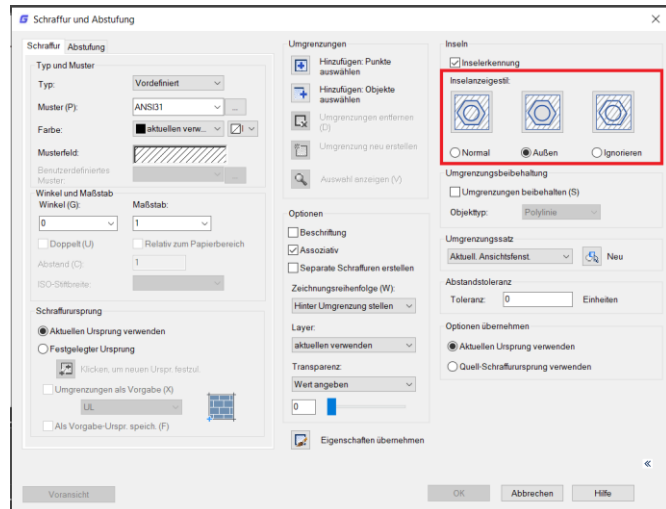 Schraffur und Abstufung
Schraffur Abstufung
Typ und Muster
Typ: Vordefiniert
Muster (P): ANSI31 ...
Farbe: aktuellen verw...
Musterfeld:
Benutzerdefiniertes
Muster: ...
Winkel und Maßstab
Winkel (G): Maßstab:
0 1
Doppelt (U) Relativ zum Papierbereich
Abstand (C): 1
ISO-Stiftbreite:
Schraffurursprung
Aktuellen Ursprung verwenden
Festgelegter Ursprung
Klicken, um neuen Urspr. festzul.
Umgrenzungen als Vorgabe (X)
UL
Als Vorgabe-Urspr. speich. (F)
Voransicht
Umgrenzungen
Hinzufügen: Punkte
auswählen
Hinzufügen: Objekte
auswählen
Umgrenzungen entfernen
(D)
Umgrenzung neu erstellen
Auswahl anzeigen (V)
Optionen
Beschriftung
Assoziativ
Separate Schraffuren erstellen
Zeichnungsreihenfolge (W):
Hinter Umgrenzung stellen
Layer:
aktuellen verwenden
Transparenz:
Wert angeben
0
Eigenschaften übernehmen
Inseln
Inselerkennung
Inselanzeigestil:
Normal Außen Ignorieren
Umgrenzungsbeibehaltung
Umgrenzungen beibehalten (S)
Objekttyp: Polylinie
Umgrenzungssatz
Aktuell. Ansichtsfenst. Neu
Abstandstoleranz
Toleranz: 0 Einheiten
Optionen übernehmen
Aktuellen Ursprung verwenden
Quell-Schraffurursprung verwenden
OK Abbrechen Hilfe